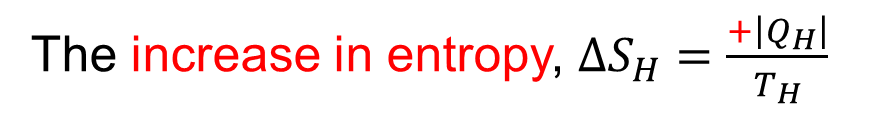 The increase in entropy, ΔS_H = +|Q_H| / T_H